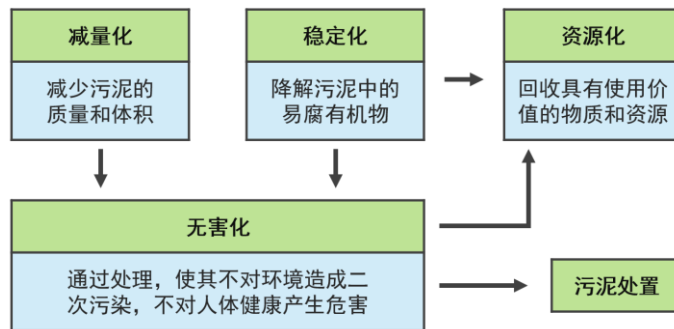 减量化
减少污泥的
质量和体积
稳定化
降解污泥中的
易腐有机物
资源化
回收具有使用价
值的物质和资源
无害化
通过处理，使其不对环境造成二
次污染，不对人体健康产生危害
污泥处置